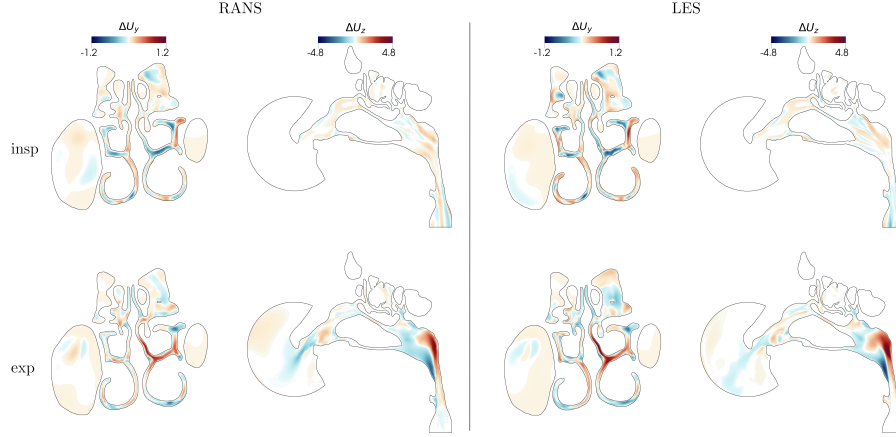 RANS LES
ΔU_y ΔU_z ΔU_y ΔU_z
-1.2 1.2 -4.8 4.8 -1.2 1.2 -4.8 4.8
insp
exp